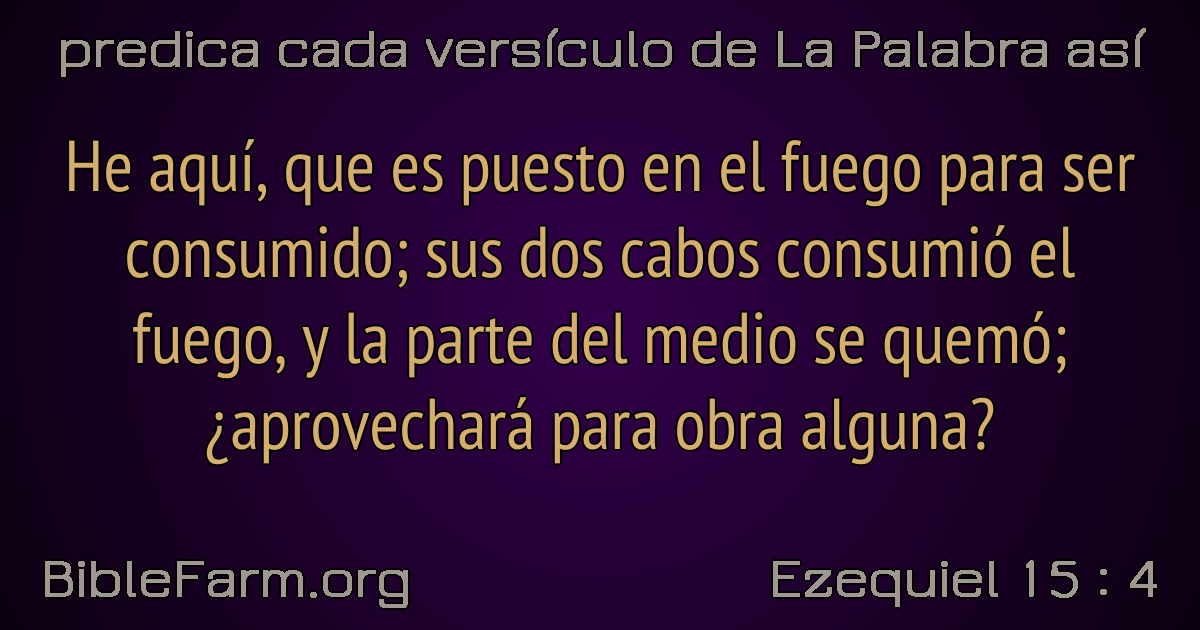 predica cada versículo de La Palabra así
He aquí, que es puesto en el fuego para ser
consumido; sus dos cabos consumió el
fuego, y la parte del medio se quemó;
¿aprovechará para obra alguna?
BibleFarm.org
Ezequiel 15 : 4